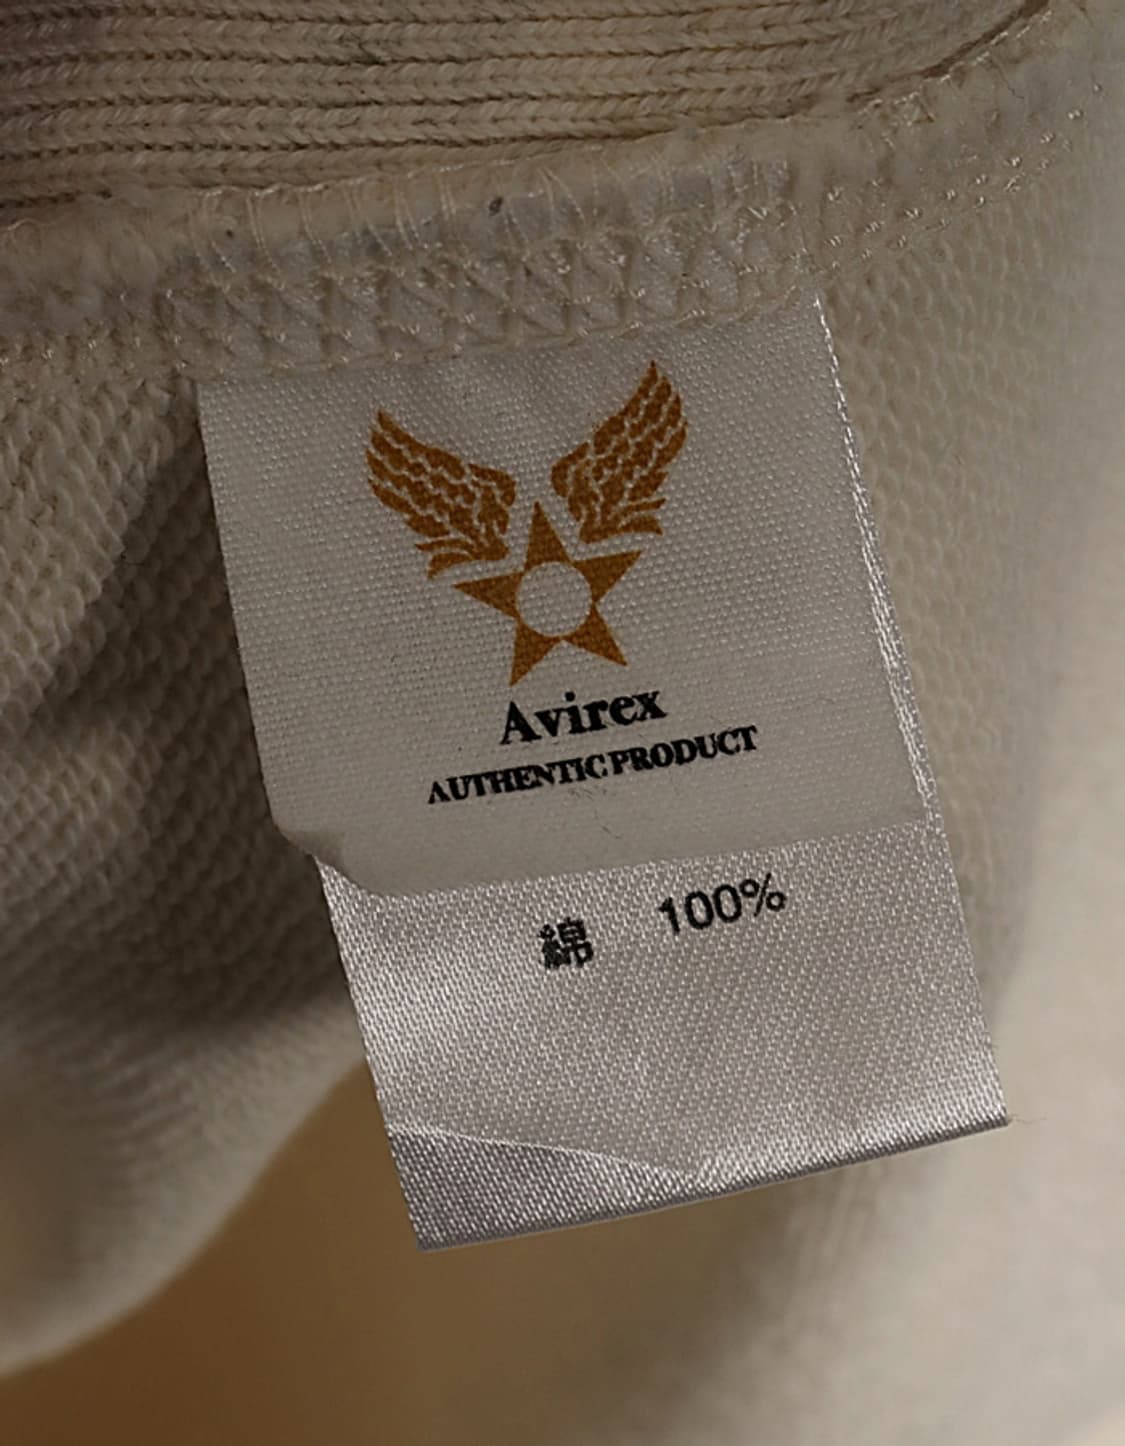 Avirex
AUTHENTIC PRODUCT
綿 100%